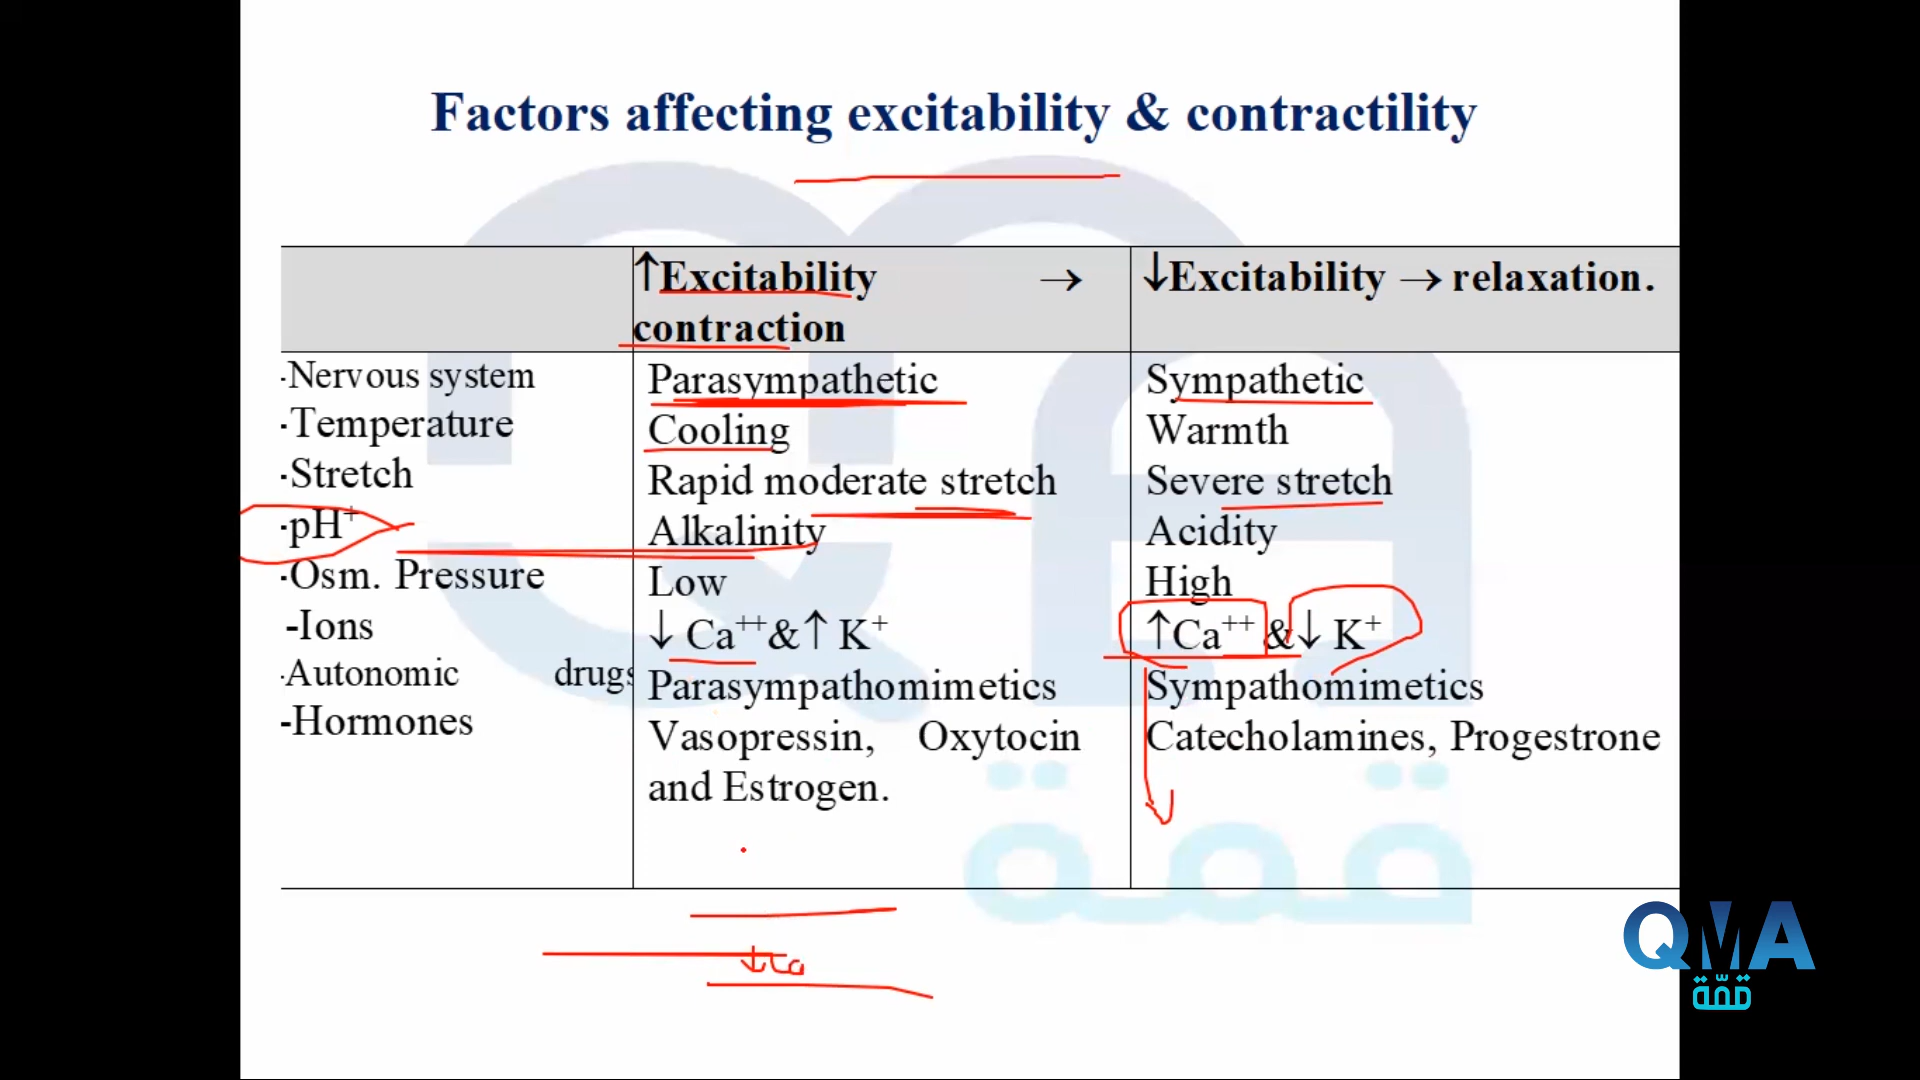 Factors affecting excitability & contractility
↑Excitability → contraction
↓Excitability → relaxation.
-Nervous system
Parasympathetic
Sympathetic
-Temperature
Cooling
Warmth
-Stretch
Rapid moderate stretch
Severe stretch
-pH⁺
Alkalinity
Acidity
-Osm. Pressure
Low
High
-Ions
↓ Ca⁺⁺&↑ K⁺
↑Ca⁺⁺ &↓ K⁺
-Autonomic drugs
Parasympathomimetics
Sympathomimetics
-Hormones
Vasopressin, Oxytocin
and Estrogen.
Catecholamines, Progestrone
قمة
↓Ca
QMA
قمّة